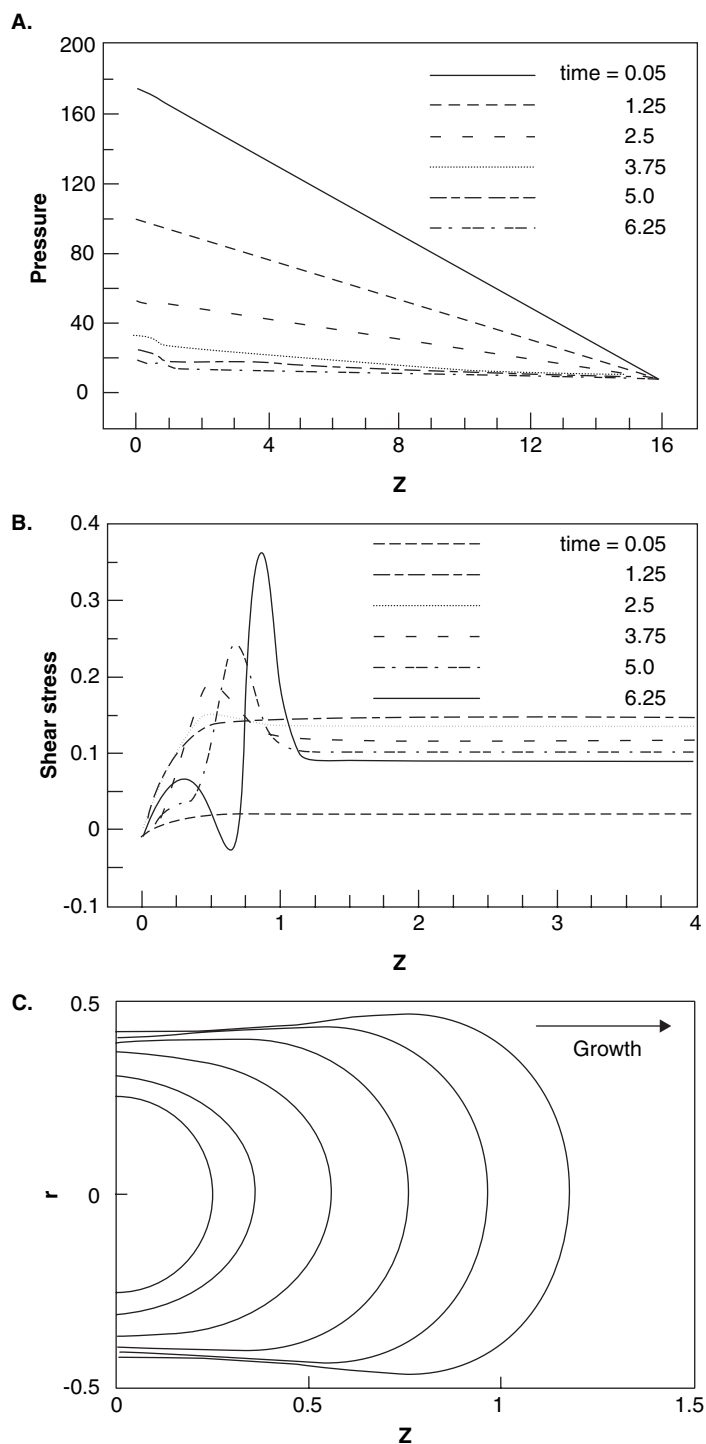 A.
200
160
120
80
40
0
Pressure
time = 0.05
1.25
2.5
3.75
5.0
6.25
0 4 8 12 16
Z
B.
0.4
0.3
0.2
0.1
0
-0.1
Shear stress
time = 0.05
1.25
2.5
3.75
5.0
6.25
0 1 2 3 4
Z
C.
0.5
0
-0.5
r
Growth
0 0.5 1 1.5
Z